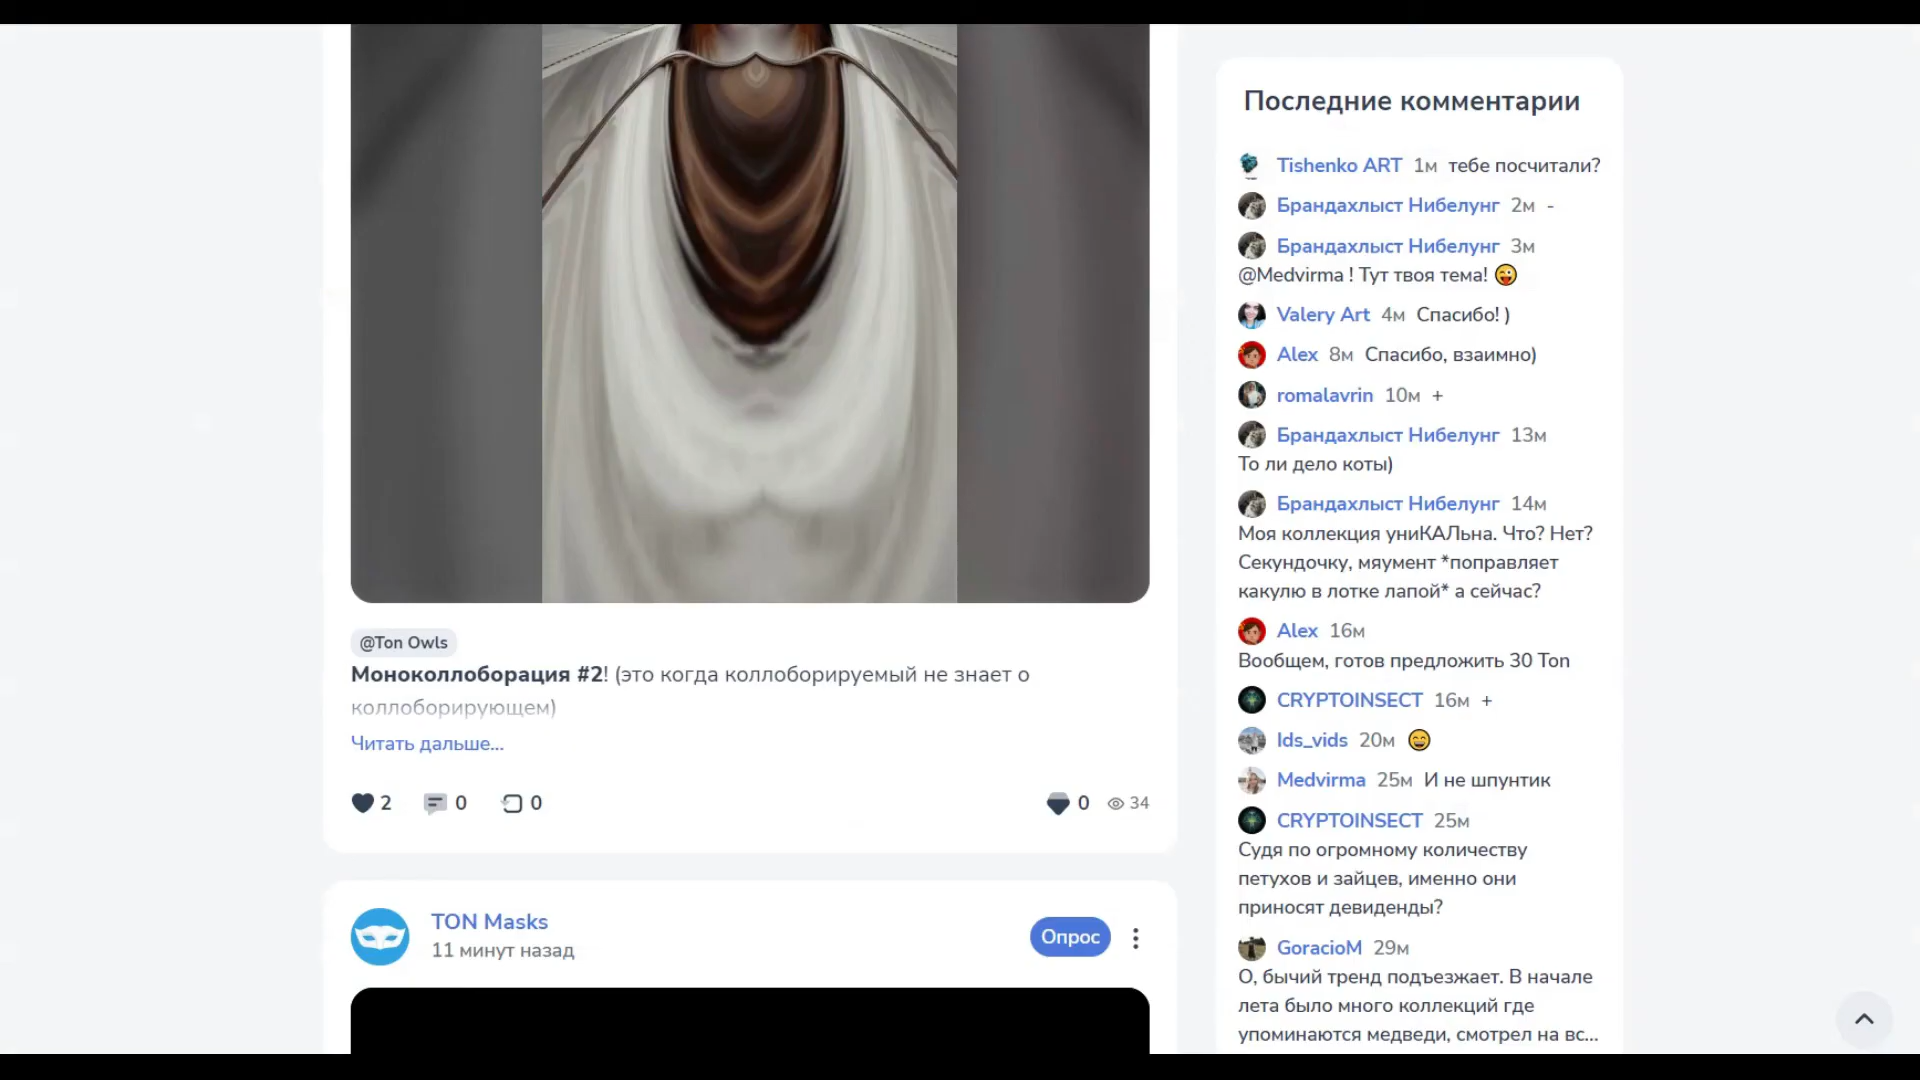 @Ton Owls
Моноколлоборация #2! (это когда коллоборируемый не знает о
коллоборирующем)
Читать дальше...
2 0 0 0 34
TON Masks
11 минут назад
Опрос
Последние комментарии
Tishenko ART 1м тебе посчитали?
Брандахлыст Нибелунг 2м -
Брандахлыст Нибелунг 3м
@Medvirma ! Тут твоя тема! 😜
Valery Art 4м Спасибо! )
Alex 8м Спасибо, взаимно)
romalavrin 10м +
Брандахлыст Нибелунг 13м
То ли дело коты)
Брандахлыст Нибелунг 14м
Моя коллекция униКАЛьна. Что? Нет?
Секундочку, мяумент *поправляет
какулю в лотке лапой* а сейчас?
Alex 16м
Вообщем, готов предложить 30 Ton
CRYPTOINSECT 16м +
Ids_vids 20м 😄
Medvirma 25м И не шпунтик
CRYPTOINSECT 25м
Судя по огромному количеству
петухов и зайцев, именно они
приносят девиденды?
GoracioM 29м
О, бычий тренд подъезжает. В начале
лета было много коллекций где
упоминаются медведи, смотрел на вс...